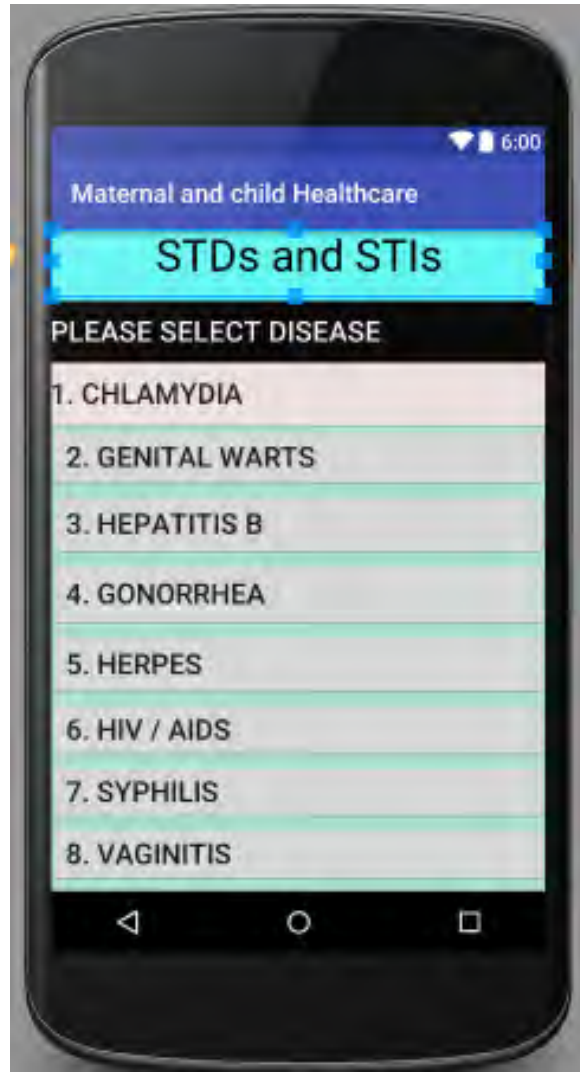 6:00
Maternal and child Healthcare
STDs and STIs
PLEASE SELECT DISEASE
1. CHLAMYDIA
2. GENITAL WARTS
3. HEPATITIS B
4. GONORRHEA
5. HERPES
6. HIV / AIDS
7. SYPHILIS
8. VAGINITIS